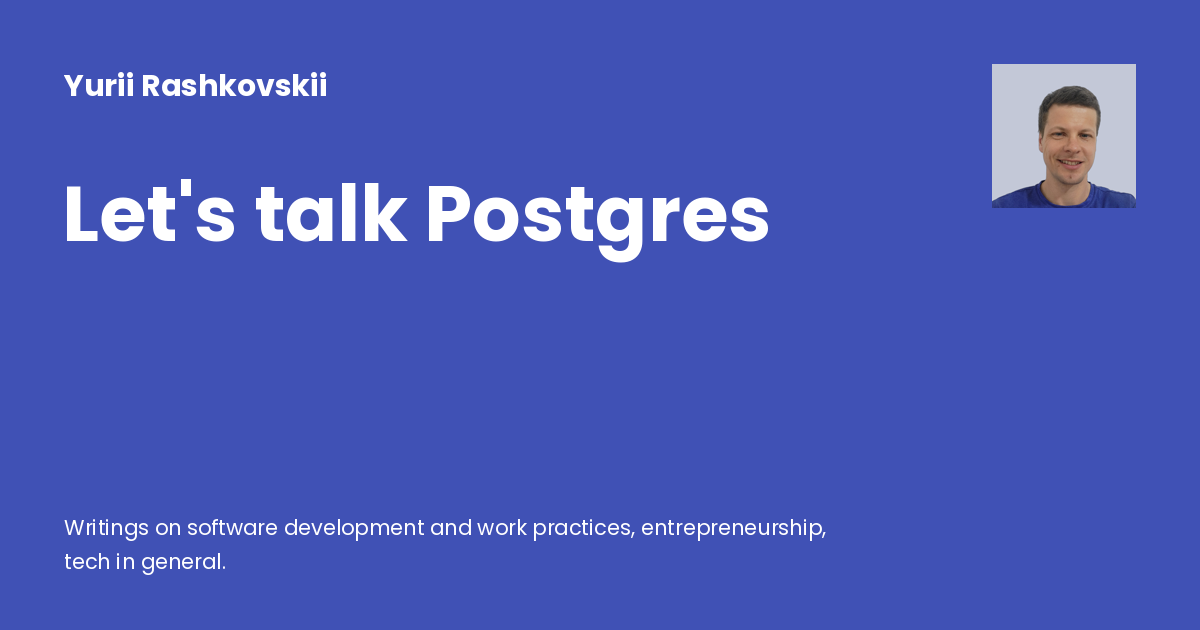 Yurii Rashkovskii
Let's talk Postgres
Writings on software development and work practices, entrepreneurship,
tech in general.